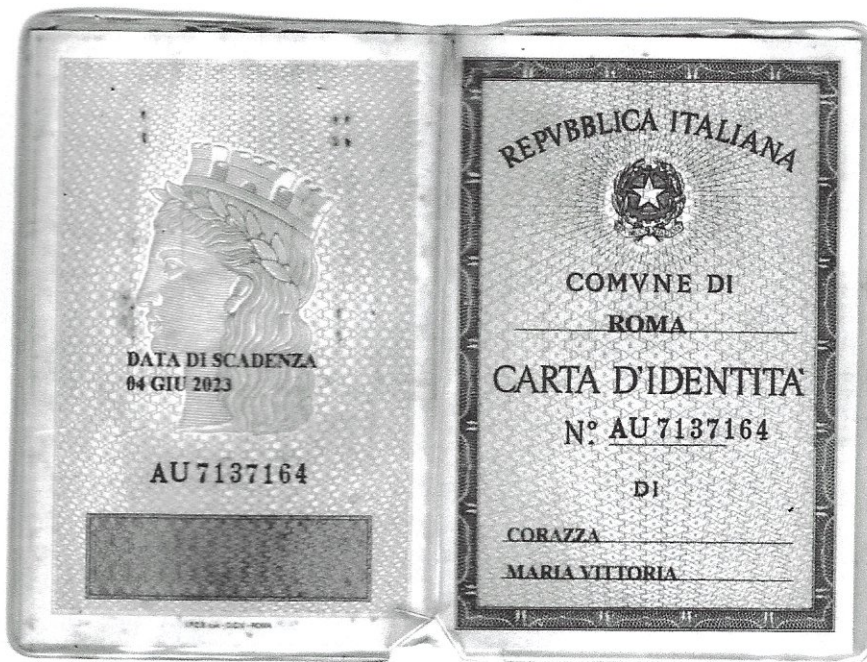 DATA DI SCADENZA
04 GIU 2023
AU 7137164
REPVBBLICA ITALIANA
COMVNE DI
ROMA
CARTA D'IDENTITA'
N° AU 7137164
DI
CORAZZA
MARIA VITTORIA